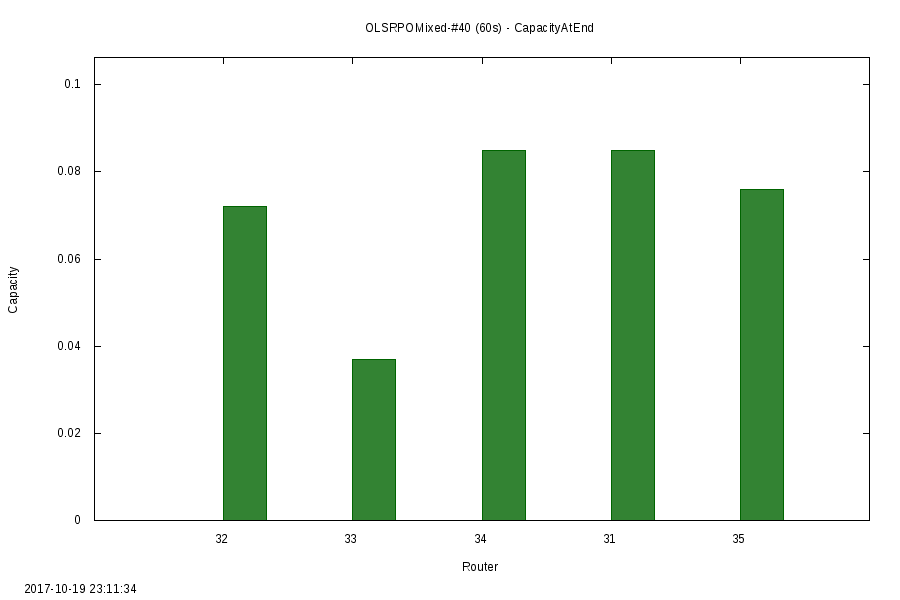 OLSRPOMixed-#40 (60s) - CapacityAtEnd
0.1
0.08
0.06
0.04
0.02
0
Capacity
32 33 34 31 35
Router
2017-10-19 23:11:34